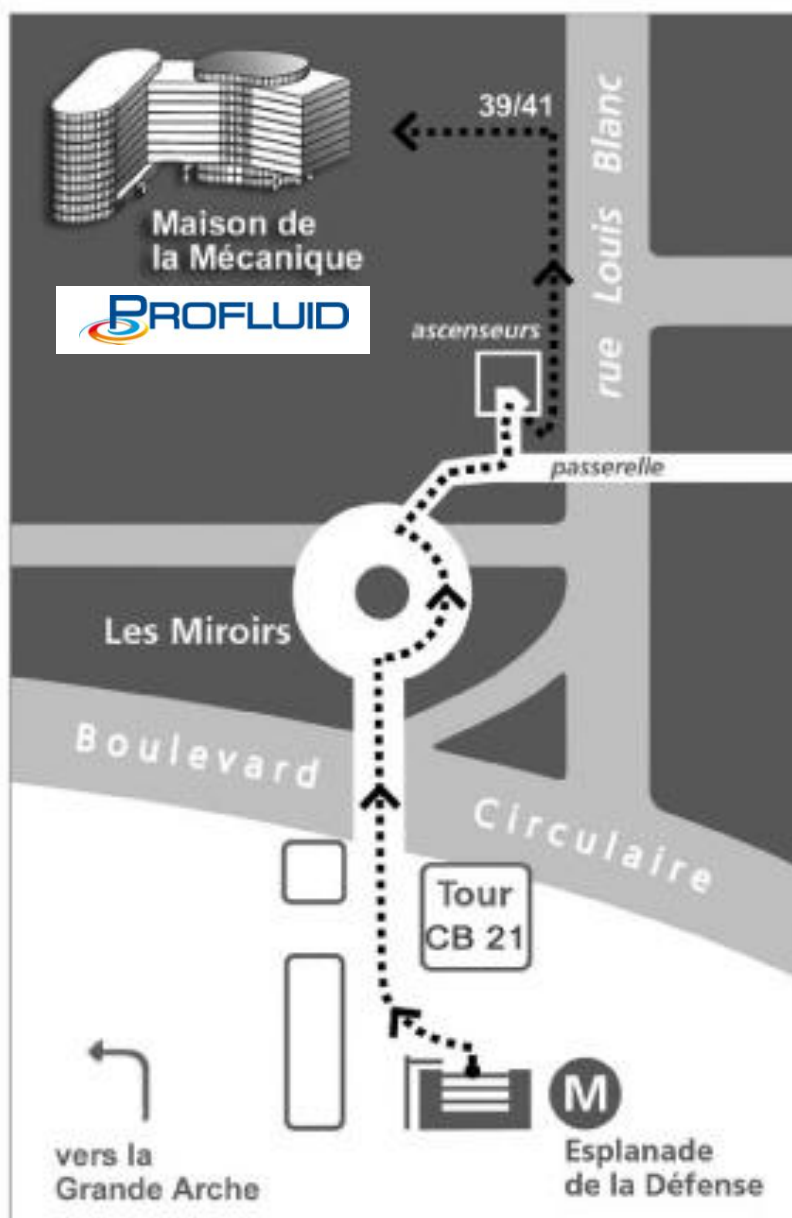 39/41
rue Louis Blanc
Maison de
la Mécanique
PROFLUID
ascenseurs
passerelle
Les Miroirs
Boulevard Circulaire
Tour
CB 21
M
Esplanade
de la Défense
vers la
Grande Arche